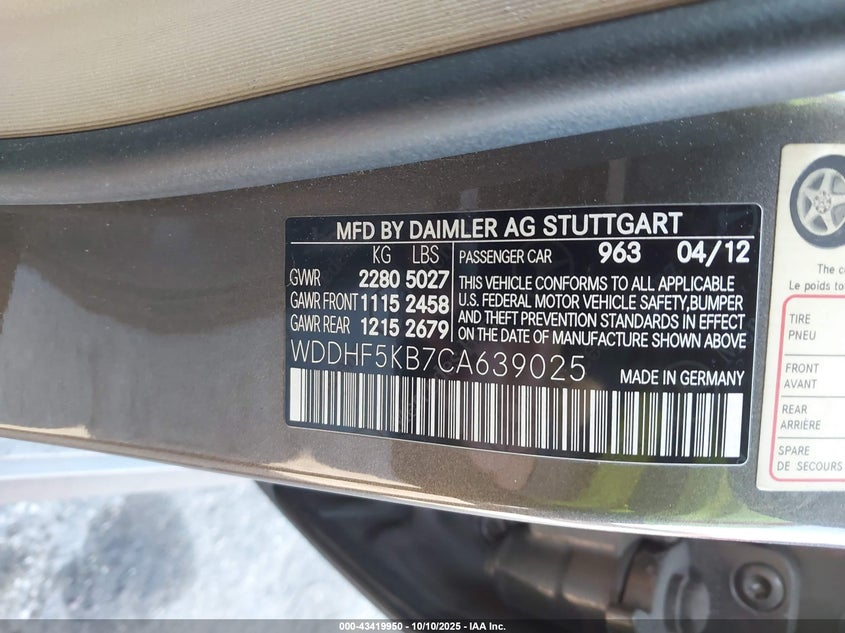 MFD BY DAIMLER AG STUTTGART
KG LBS
GVWR 2280 5027
GAWR FRONT 1115 2458
GAWR REAR 1215 2679
PASSENGER CAR 963 04/12
THIS VEHICLE CONFORMS TO ALL APPLICABLE
U.S. FEDERAL MOTOR VEHICLE SAFETY,BUMPER
AND THEFT PREVENTION STANDARDS IN EFFECT
ON THE DATE OF MANUFACTURE SHOWN ABOVE
WDDHF5KB7CA639025
MADE IN GERMANY
The
Le poids
TIRE
PNEU
FRONT
AVANT
REAR
ARRIÈRE
SPARE
DE SECOURS
000-43419950 - 10/10/2025 - IAA Inc.